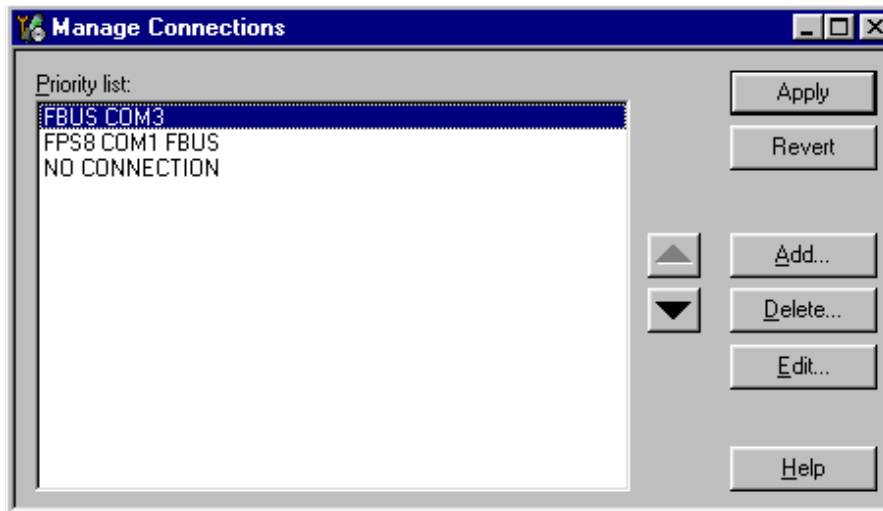 Manage Connections
Priority list:
FBUS COM3
FPS8 COM1 FBUS
NO CONNECTION
Apply
Revert
Add...
Delete...
Edit...
Help